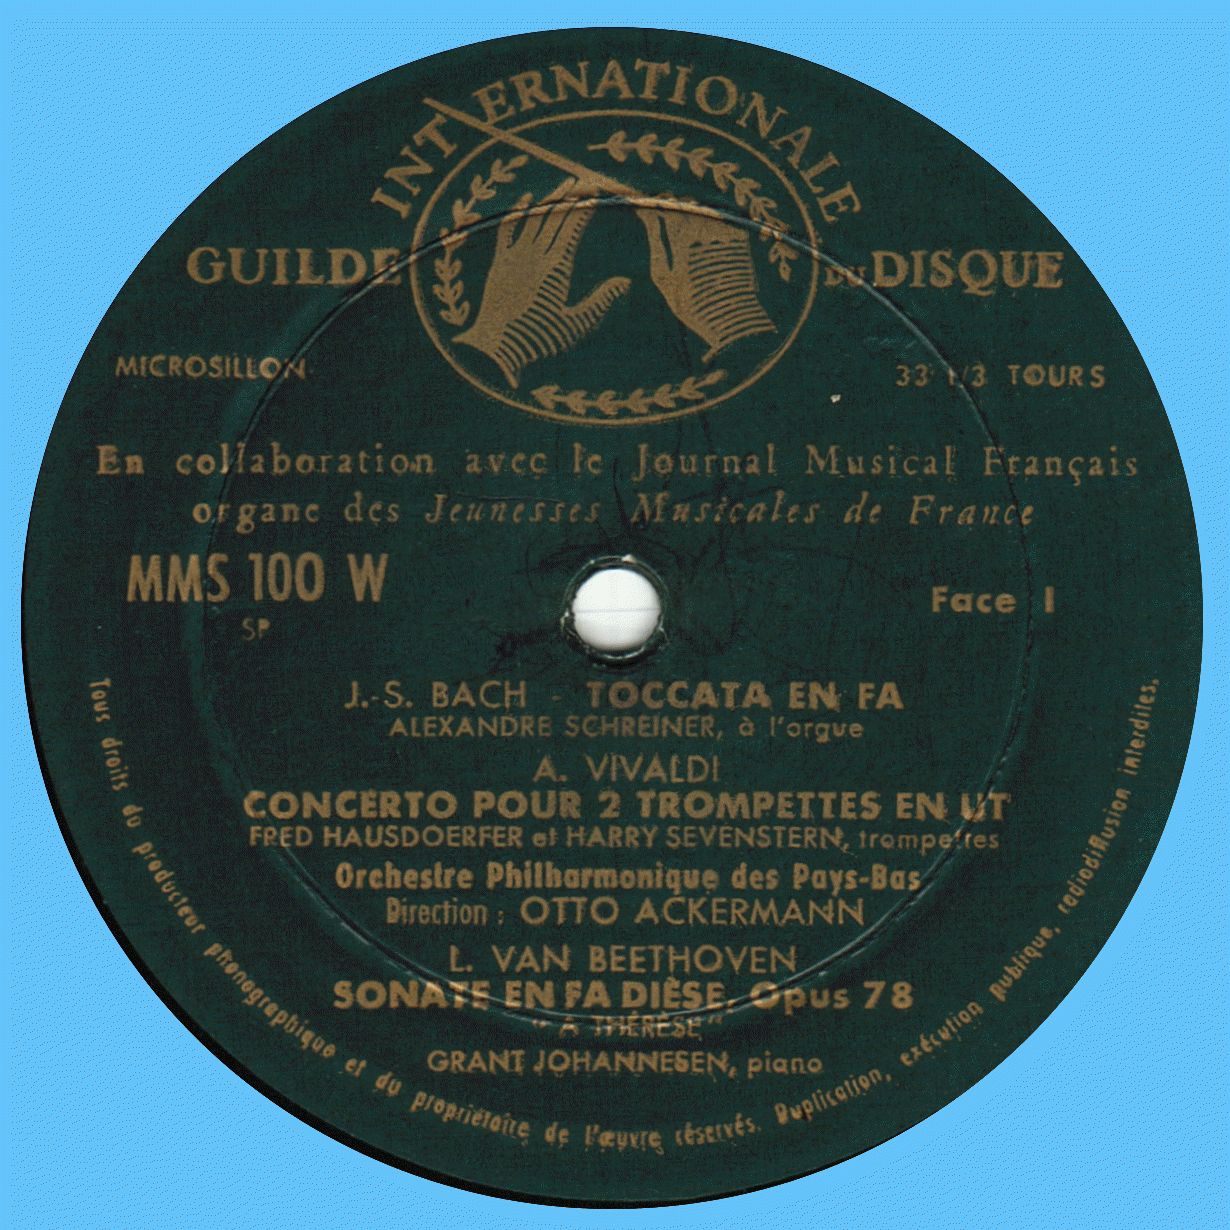 INTERNATIONALE
GUILDE DU DISQUE
MICROSILLON
33 1/3 TOURS
En collaboration avec le Journal Musical Français
organe des Jeunesses Musicales de France
MMS 100 W
Face 1
SP
J.-S. BACH - TOCCATA EN FA
ALEXANDRE SCHREINER, à l'orgue
A. VIVALDI
CONCERTO POUR 2 TROMPETTES EN UT
FRED HAUSDOERFER et HARRY SEVENSTERN, trompettes
Orchestre Philharmonique des Pays-Bas
Direction : OTTO ACKERMANN
L. VAN BEETHOVEN
SONATE EN FA DIÈSE, Opus 78
"A THÉRÈSE"
GRANT JOHANNESEN, piano
Tous droits du producteur phonographique et du propriétaire de l'œuvre réservés. Duplication, exécution publique, radiodiffusion interdites.